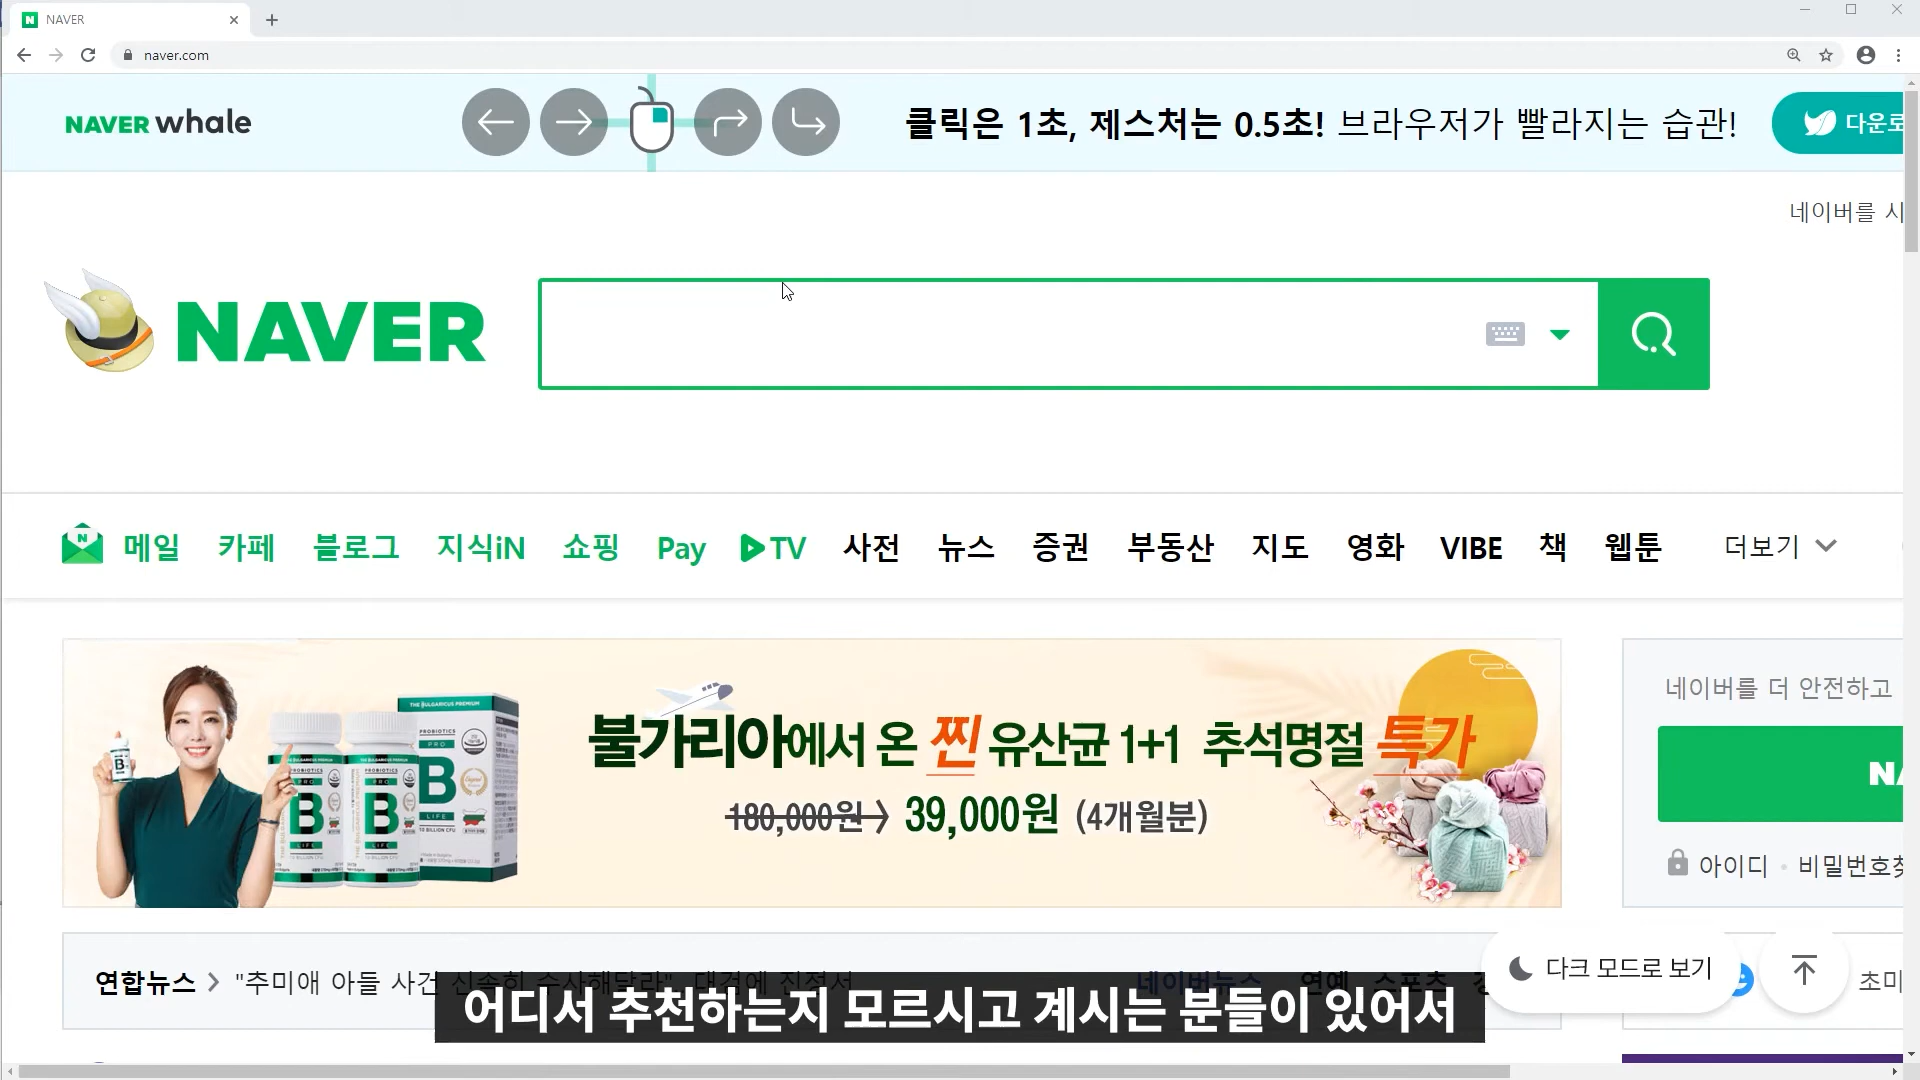 NAVER
naver.com
NAVER whale
클릭은 1초, 제스처는 0.5초! 브라우저가 빨라지는 습관!
다운로
네이버를 시
NAVER
메일 카페 블로그 지식iN 쇼핑 Pay TV 사전 뉴스 증권 부동산 지도 영화 VIBE 책 웹툰 더보기
불가리아에서 온 찐 유산균 1+1 추석명절 특가
180,000원 39,000원 (4개월분)
THE BULGARICUS PREMIUM
PROBIOTICS
PRO
B
LIFE
네이버를 더 안전하고
NA
아이디 · 비밀번호찾
연합뉴스 "추미애 아들 사건 신속히 수사해달라"…대검에 진정서
네이버뉴스 연예 스포츠
다크 모드로 보기
초미
어디서 추천하는지 모르시고 계시는 분들이 있어서